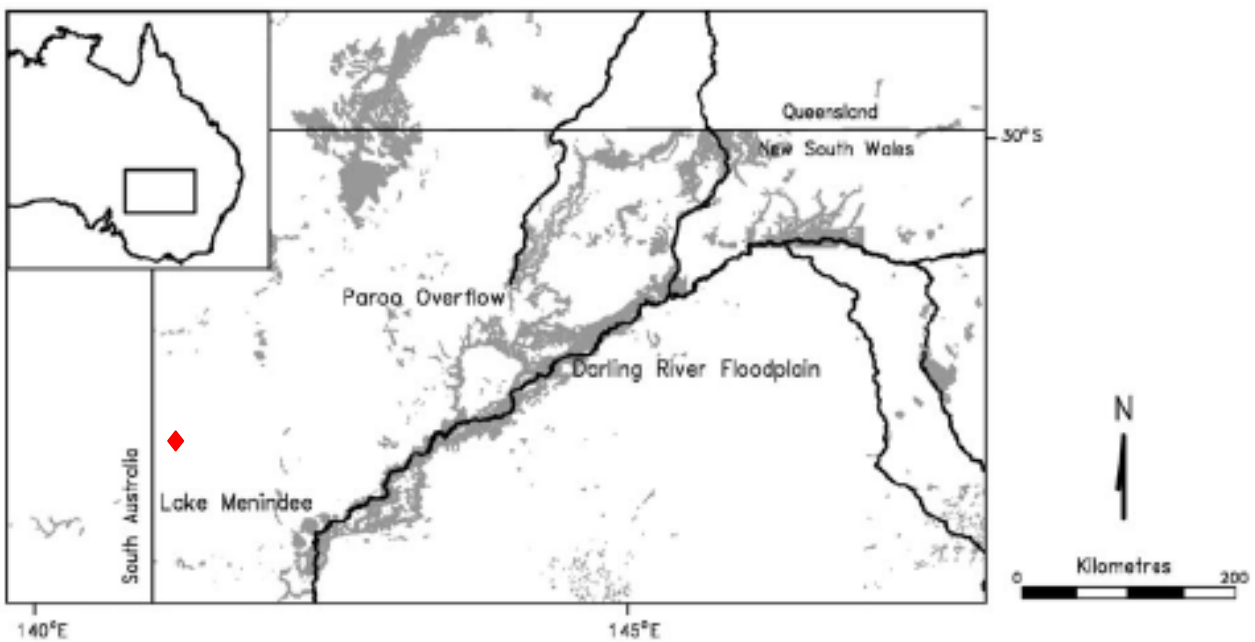 Queensland
30°S
New South Wales
Paroo Overflow
Darling River Floodplain
South Australia
Lake Menindee
N
Kilometres
0 200
140°E 145°E